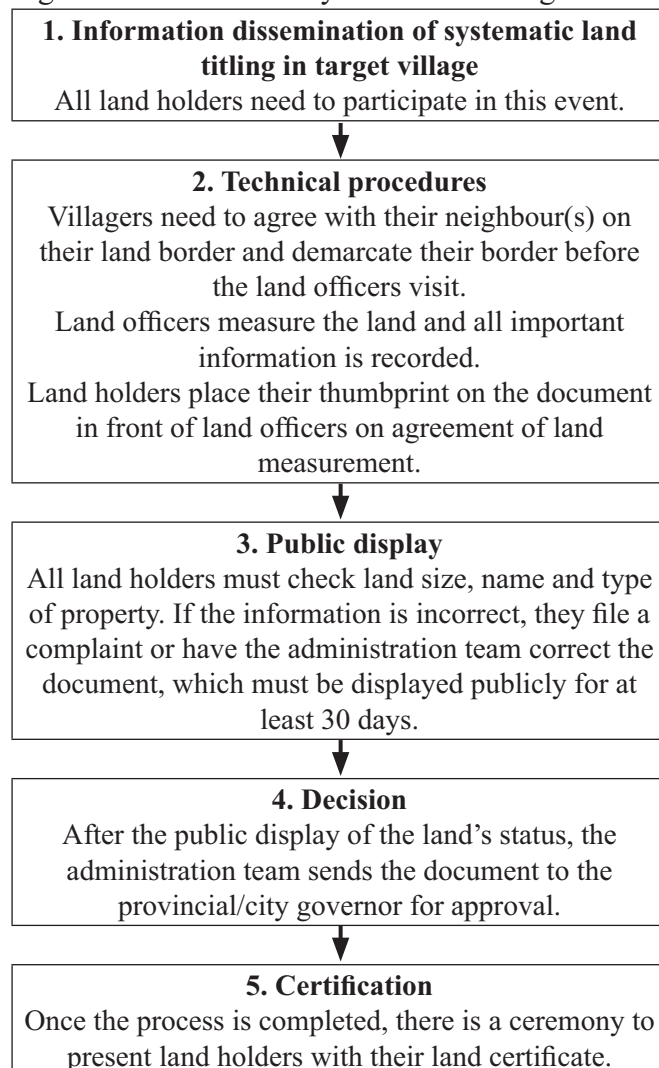 1. Information dissemination of systematic land
titling in target village
All land holders need to participate in this event.
2. Technical procedures
Villagers need to agree with their neighbour(s) on
their land border and demarcate their border before
the land officers visit.
Land officers measure the land and all important
information is recorded.
Land holders place their thumbprint on the document
in front of land officers on agreement of land
measurement.
3. Public display
All land holders must check land size, name and type
of property. If the information is incorrect, they file a
complaint or have the administration team correct the
document, which must be displayed publicly for at
least 30 days.
4. Decision
After the public display of the land’s status, the
administration team sends the document to the
provincial/city governor for approval.
5. Certification
Once the process is completed, there is a ceremony to
present land holders with their land certificate.